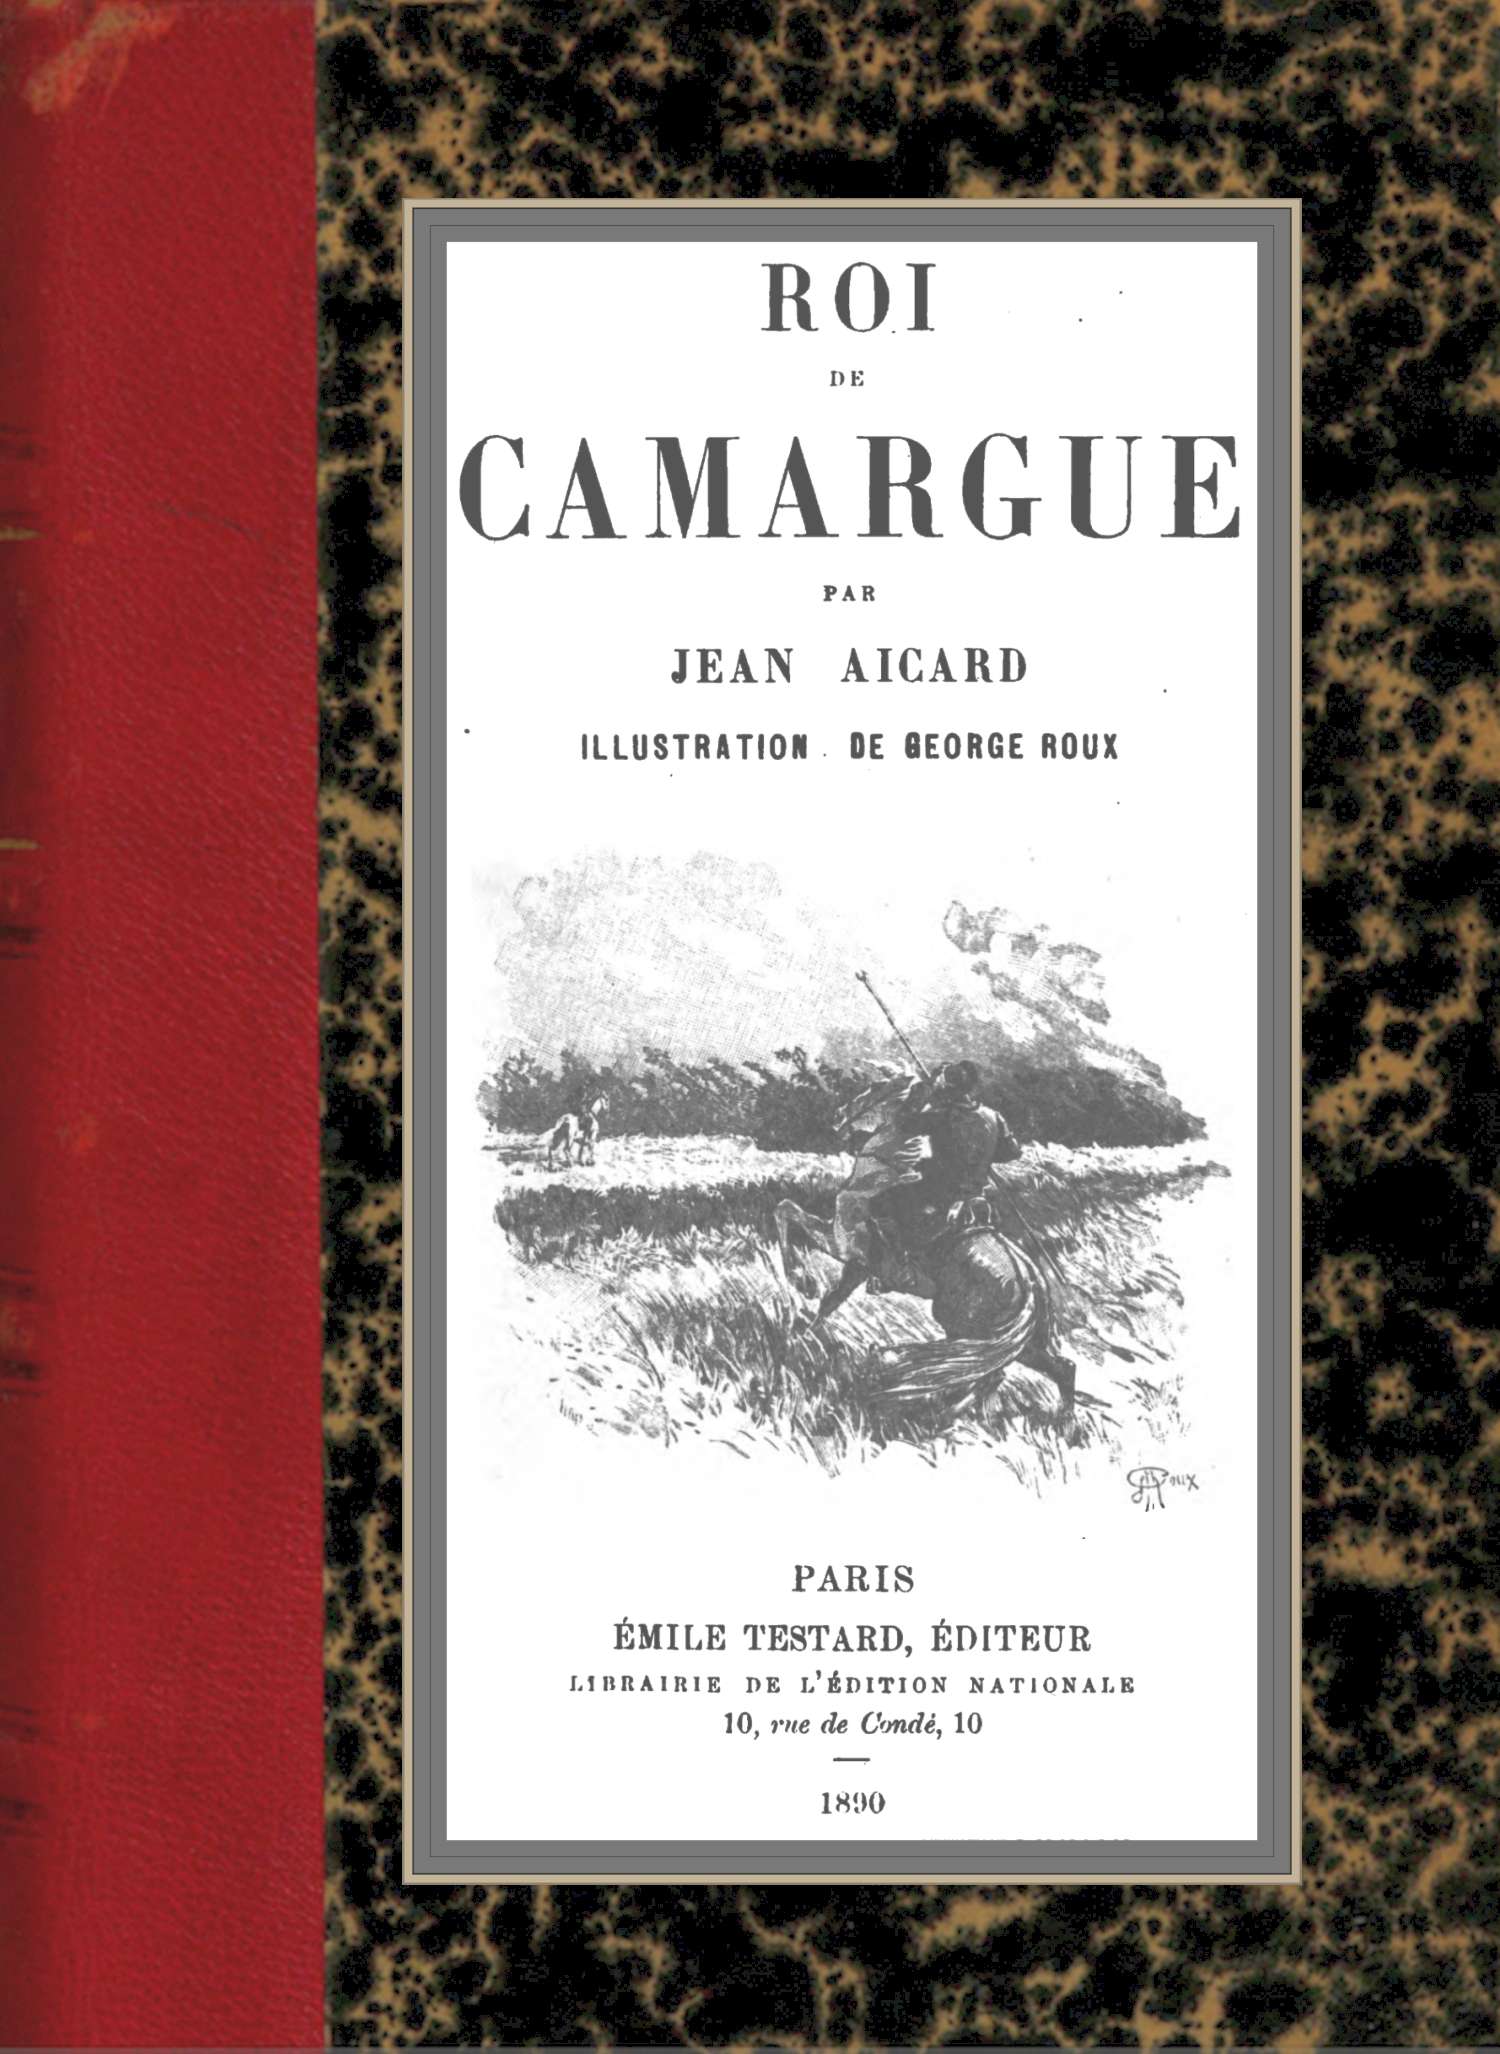 ROI
DE
CAMARGUE
PAR
JEAN AICARD
ILLUSTRATION DE GEORGE ROUX
Roux
PARIS
ÉMILE TESTARD, ÉDITEUR
LIBRAIRIE DE L'ÉDITION NATIONALE
10, rue de Condé, 10
1890